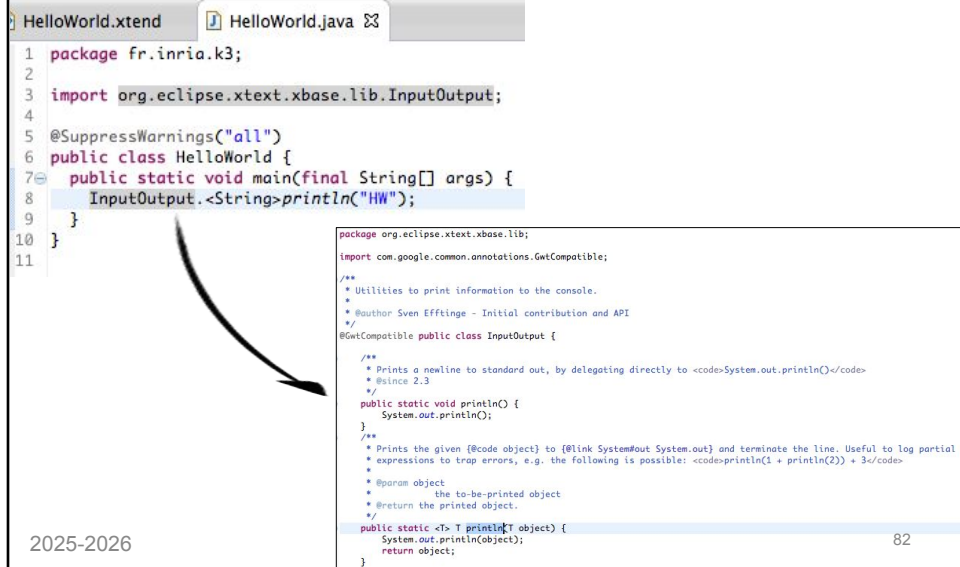 HelloWorld.xtend HelloWorld.java
1 package fr.inria.k3;
2
3 import org.eclipse.xtext.xbase.lib.InputOutput;
4
5 @SuppressWarnings("all")
6 public class HelloWorld {
7 public static void main(final String[] args) {
8 InputOutput.<String>println("HW");
9 }
10 }
11
package org.eclipse.xtext.xbase.lib;
import com.google.common.annotations.GwtCompatible;
/**
* Utilities to print information to the console.
*
* @author Sven Efftinge - Initial contribution and API
*/
@GwtCompatible public class InputOutput {
/**
* Prints a newline to standard out, by delegating directly to <code>System.out.println()</code>
* @since 2.3
*/
public static void println() {
System.out.println();
}
/**
* Prints the given {@code object} to {@link System#out System.out} and terminate the line. Useful to log partial
* expressions to trap errors, e.g. the following is possible: <code>println(1 + println(2)) + 3</code>
*
* @param object
* the to-be-printed object
* @return the printed object.
*/
public static <T> T println(T object) {
System.out.println(object);
return object;
}
2025-2026
82